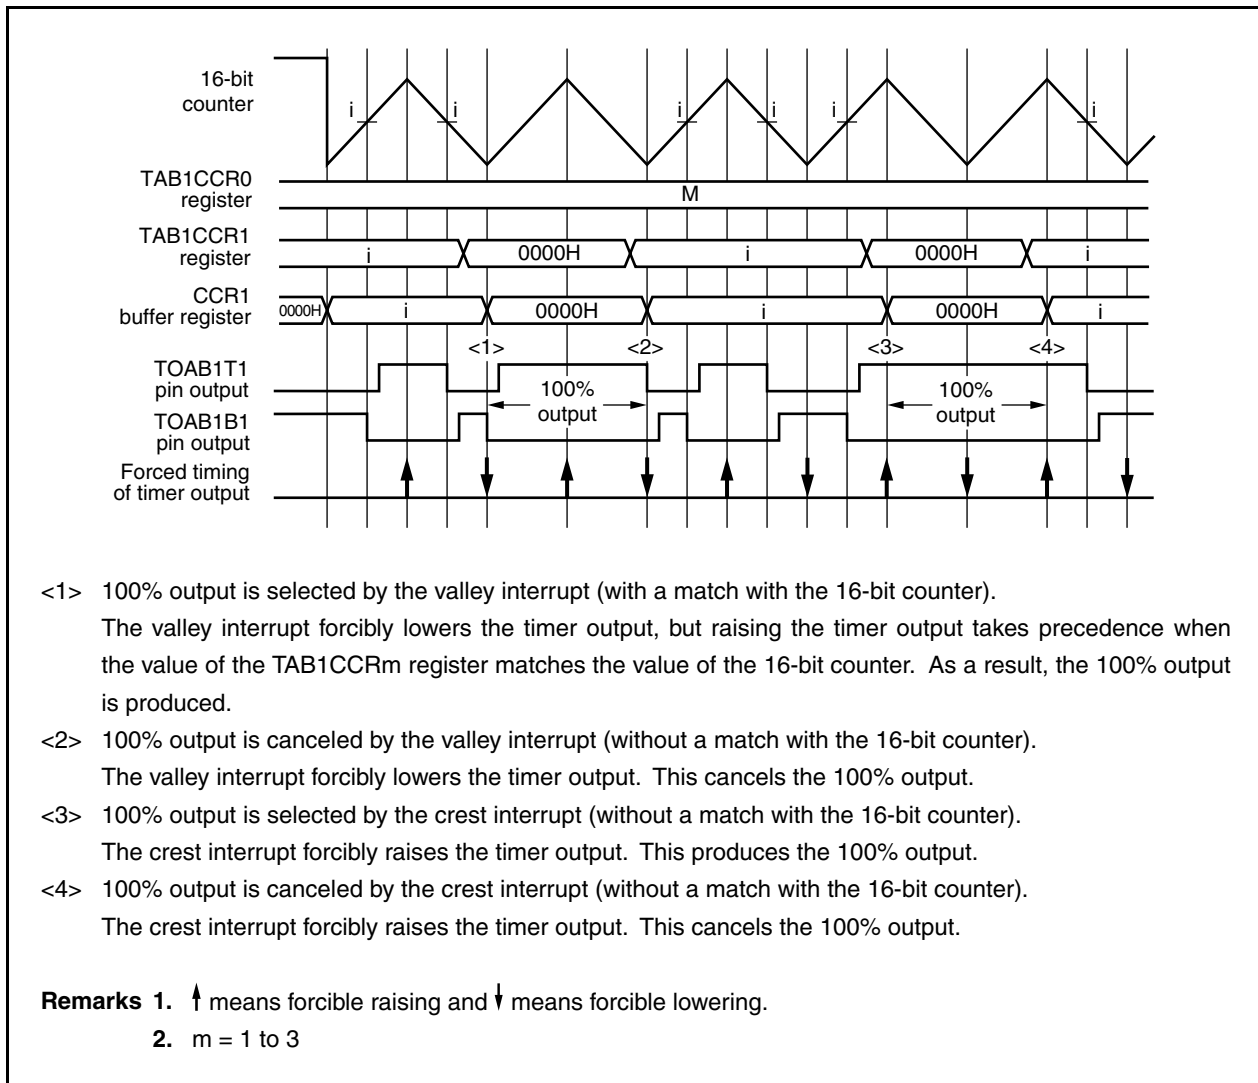 16-bit
counter
i
i
i
i
i
i
TAB1CCR0
register
M
TAB1CCR1
register
i
0000H
i
0000H
i
CCR1
buffer register
0000H
i
0000H
i
0000H
i
<1>
<2>
<3>
<4>
TOAB1T1
pin output
100%
output
100%
output
TOAB1B1
pin output
Forced timing
of timer output
<1> 100% output is selected by the valley interrupt (with a match with the 16-bit counter).
The valley interrupt forcibly lowers the timer output, but raising the timer output takes precedence when
the value of the TAB1CCRm register matches the value of the 16-bit counter. As a result, the 100% output
is produced.
<2> 100% output is canceled by the valley interrupt (without a match with the 16-bit counter).
The valley interrupt forcibly lowers the timer output. This cancels the 100% output.
<3> 100% output is selected by the crest interrupt (without a match with the 16-bit counter).
The crest interrupt forcibly raises the timer output. This produces the 100% output.
<4> 100% output is canceled by the crest interrupt (without a match with the 16-bit counter).
The crest interrupt forcibly raises the timer output. This cancels the 100% output.
Remarks 1. ↑ means forcible raising and ↓ means forcible lowering.
2. m = 1 to 3